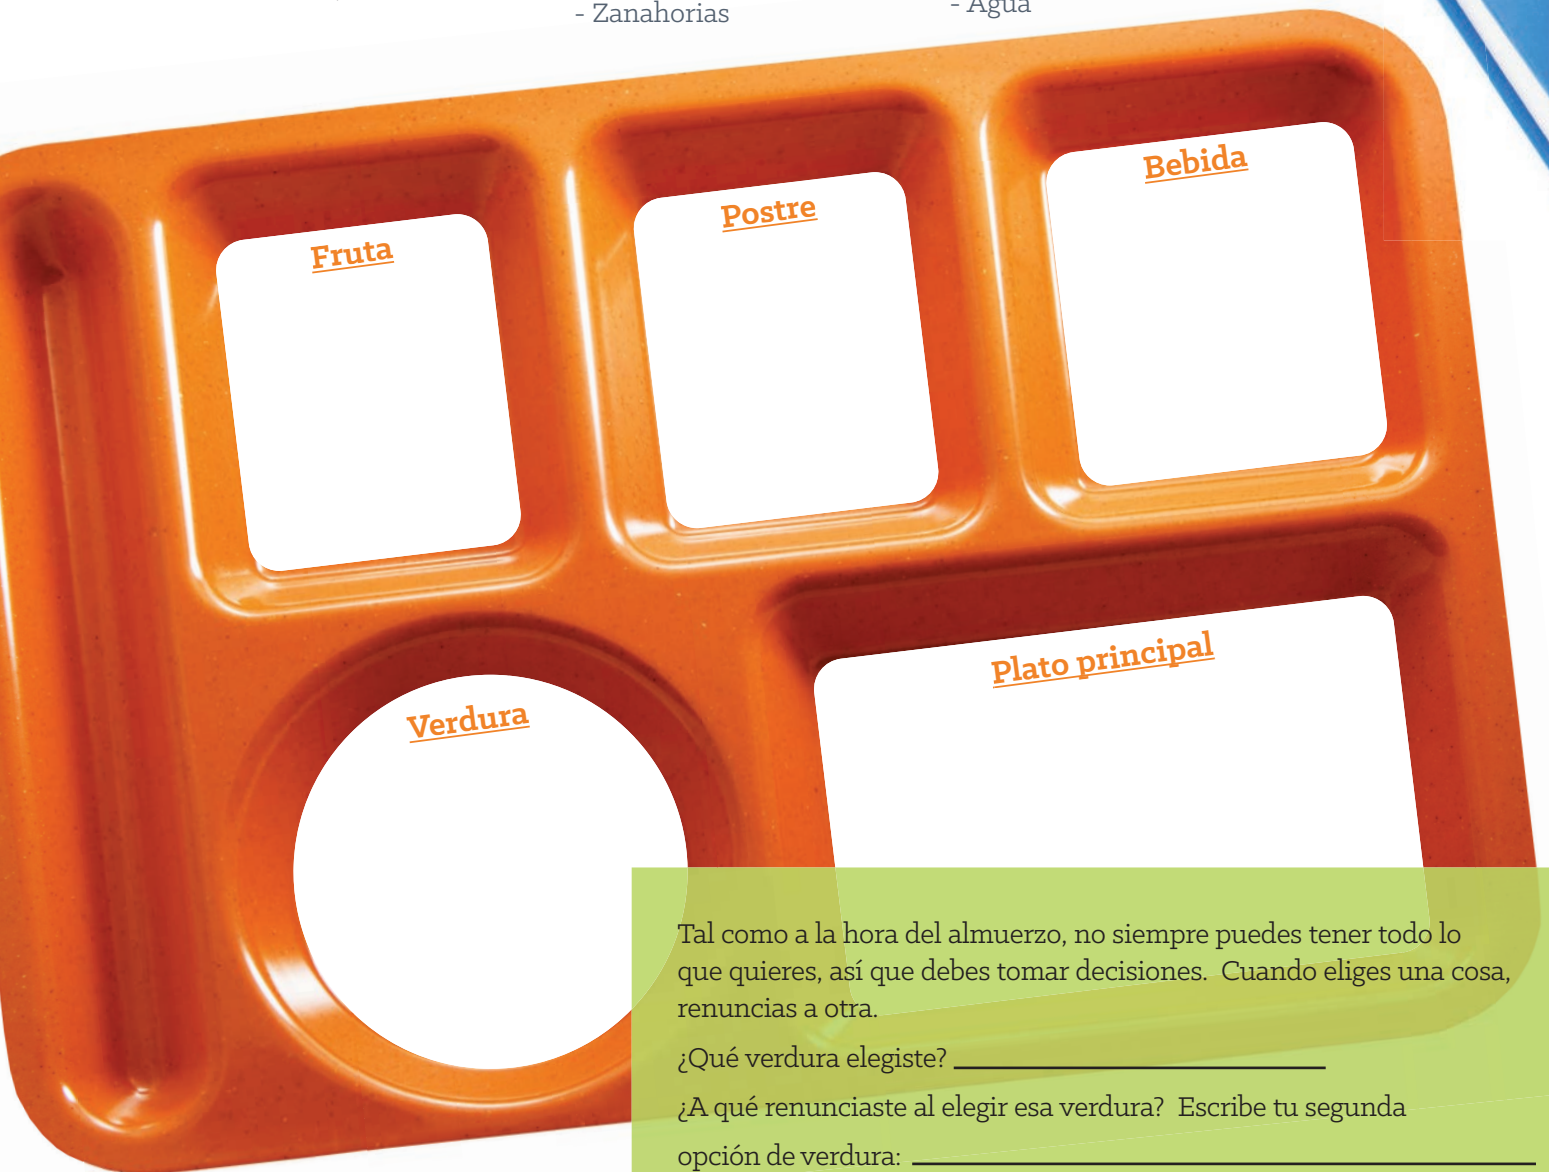 - Zanahorias
- Agua
Fruta
Postre
Bebida
Verdura
Plato principal
Tal como a la hora del almuerzo, no siempre puedes tener todo lo
que quieres, así que debes tomar decisiones. Cuando eliges una cosa,
renuncias a otra.
¿Qué verdura elegiste?
¿A qué renunciaste al elegir esa verdura? Escribe tu segunda
opción de verdura: